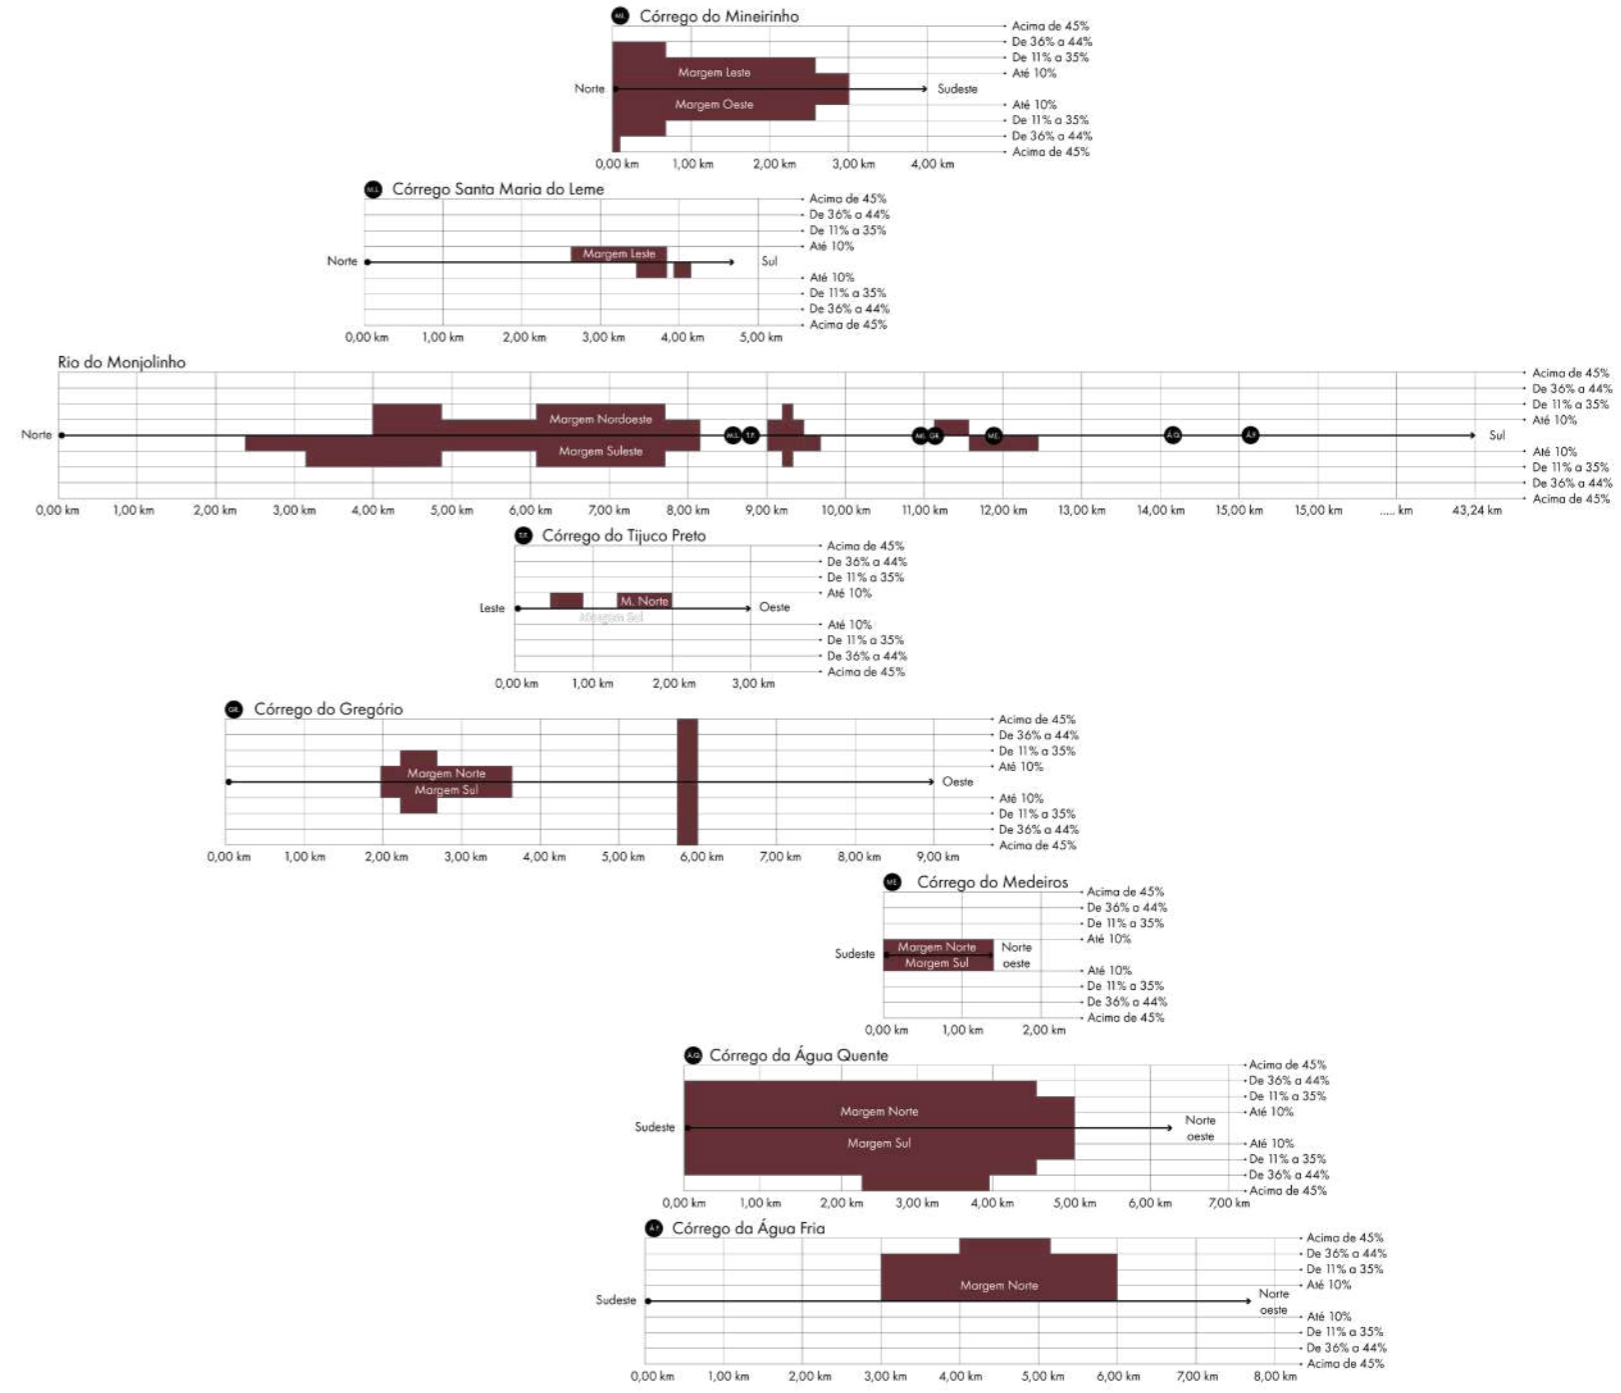 MI. Córrego do Mineirinho
Acima de 45%
De 36% a 44%
De 11% a 35%
Margem Leste
Até 10%
Norte
Sudeste
Margem Oeste
Até 10%
De 11% a 35%
De 36% a 44%
Acima de 45%
0,00 km 1,00 km 2,00 km 3,00 km 4,00 km
M.L. Córrego Santa Maria do Leme
Acima de 45%
De 36% a 44%
De 11% a 35%
Até 10%
Margem Leste
Norte
Sul
Até 10%
De 11% a 35%
De 36% a 44%
Acima de 45%
0,00 km 1,00 km 2,00 km 3,00 km 4,00 km 5,00 km
Rio do Monjolinho
Acima de 45%
De 36% a 44%
De 11% a 35%
Margem Nordoeste
Até 10%
Norte
M.L. T.P. MI. GR. ME. Á.Q. Á.F.
Sul
Margem Suleste
Até 10%
De 11% a 35%
De 36% a 44%
Acima de 45%
0,00 km 1,00 km 2,00 km 3,00 km 4,00 km 5,00 km 6,00 km 7,00 km 8,00 km 9,00 km 10,00 km 11,00 km 12,00 km 13,00 km 14,00 km 15,00 km 15,00 km ..... km 43,24 km
T.P. Córrego do Tijuco Preto
Acima de 45%
De 36% a 44%
De 11% a 35%
Até 10%
M. Norte
Leste
Oeste
Margem Sul
Até 10%
De 11% a 35%
De 36% a 44%
Acima de 45%
0,00 km 1,00 km 2,00 km 3,00 km
GR. Córrego do Gregório
Acima de 45%
De 36% a 44%
De 11% a 35%
Até 10%
Margem Norte
Oeste
Margem Sul
Até 10%
De 11% a 35%
De 36% a 44%
Acima de 45%
0,00 km 1,00 km 2,00 km 3,00 km 4,00 km 5,00 km 6,00 km 7,00 km 8,00 km 9,00 km
ME. Córrego do Medeiros
Acima de 45%
De 36% a 44%
De 11% a 35%
Até 10%
Margem Norte
Sudeste
Norte
oeste
Margem Sul
Até 10%
De 11% a 35%
De 36% a 44%
Acima de 45%
0,00 km 1,00 km 2,00 km
Á.Q. Córrego da Água Quente
Acima de 45%
De 36% a 44%
De 11% a 35%
Até 10%
Margem Norte
Sudeste
Norte
oeste
Margem Sul
Até 10%
De 11% a 35%
De 36% a 44%
Acima de 45%
0,00 km 1,00 km 2,00 km 3,00 km 4,00 km 5,00 km 6,00 km 7,00 km
Á.F. Córrego da Água Fria
Acima de 45%
De 36% a 44%
De 11% a 35%
Até 10%
Margem Norte
Sudeste
Norte
oeste
Até 10%
De 11% a 35%
De 36% a 44%
Acima de 45%
0,00 km 1,00 km 2,00 km 3,00 km 4,00 km 5,00 km 6,00 km 7,00 km 8,00 km